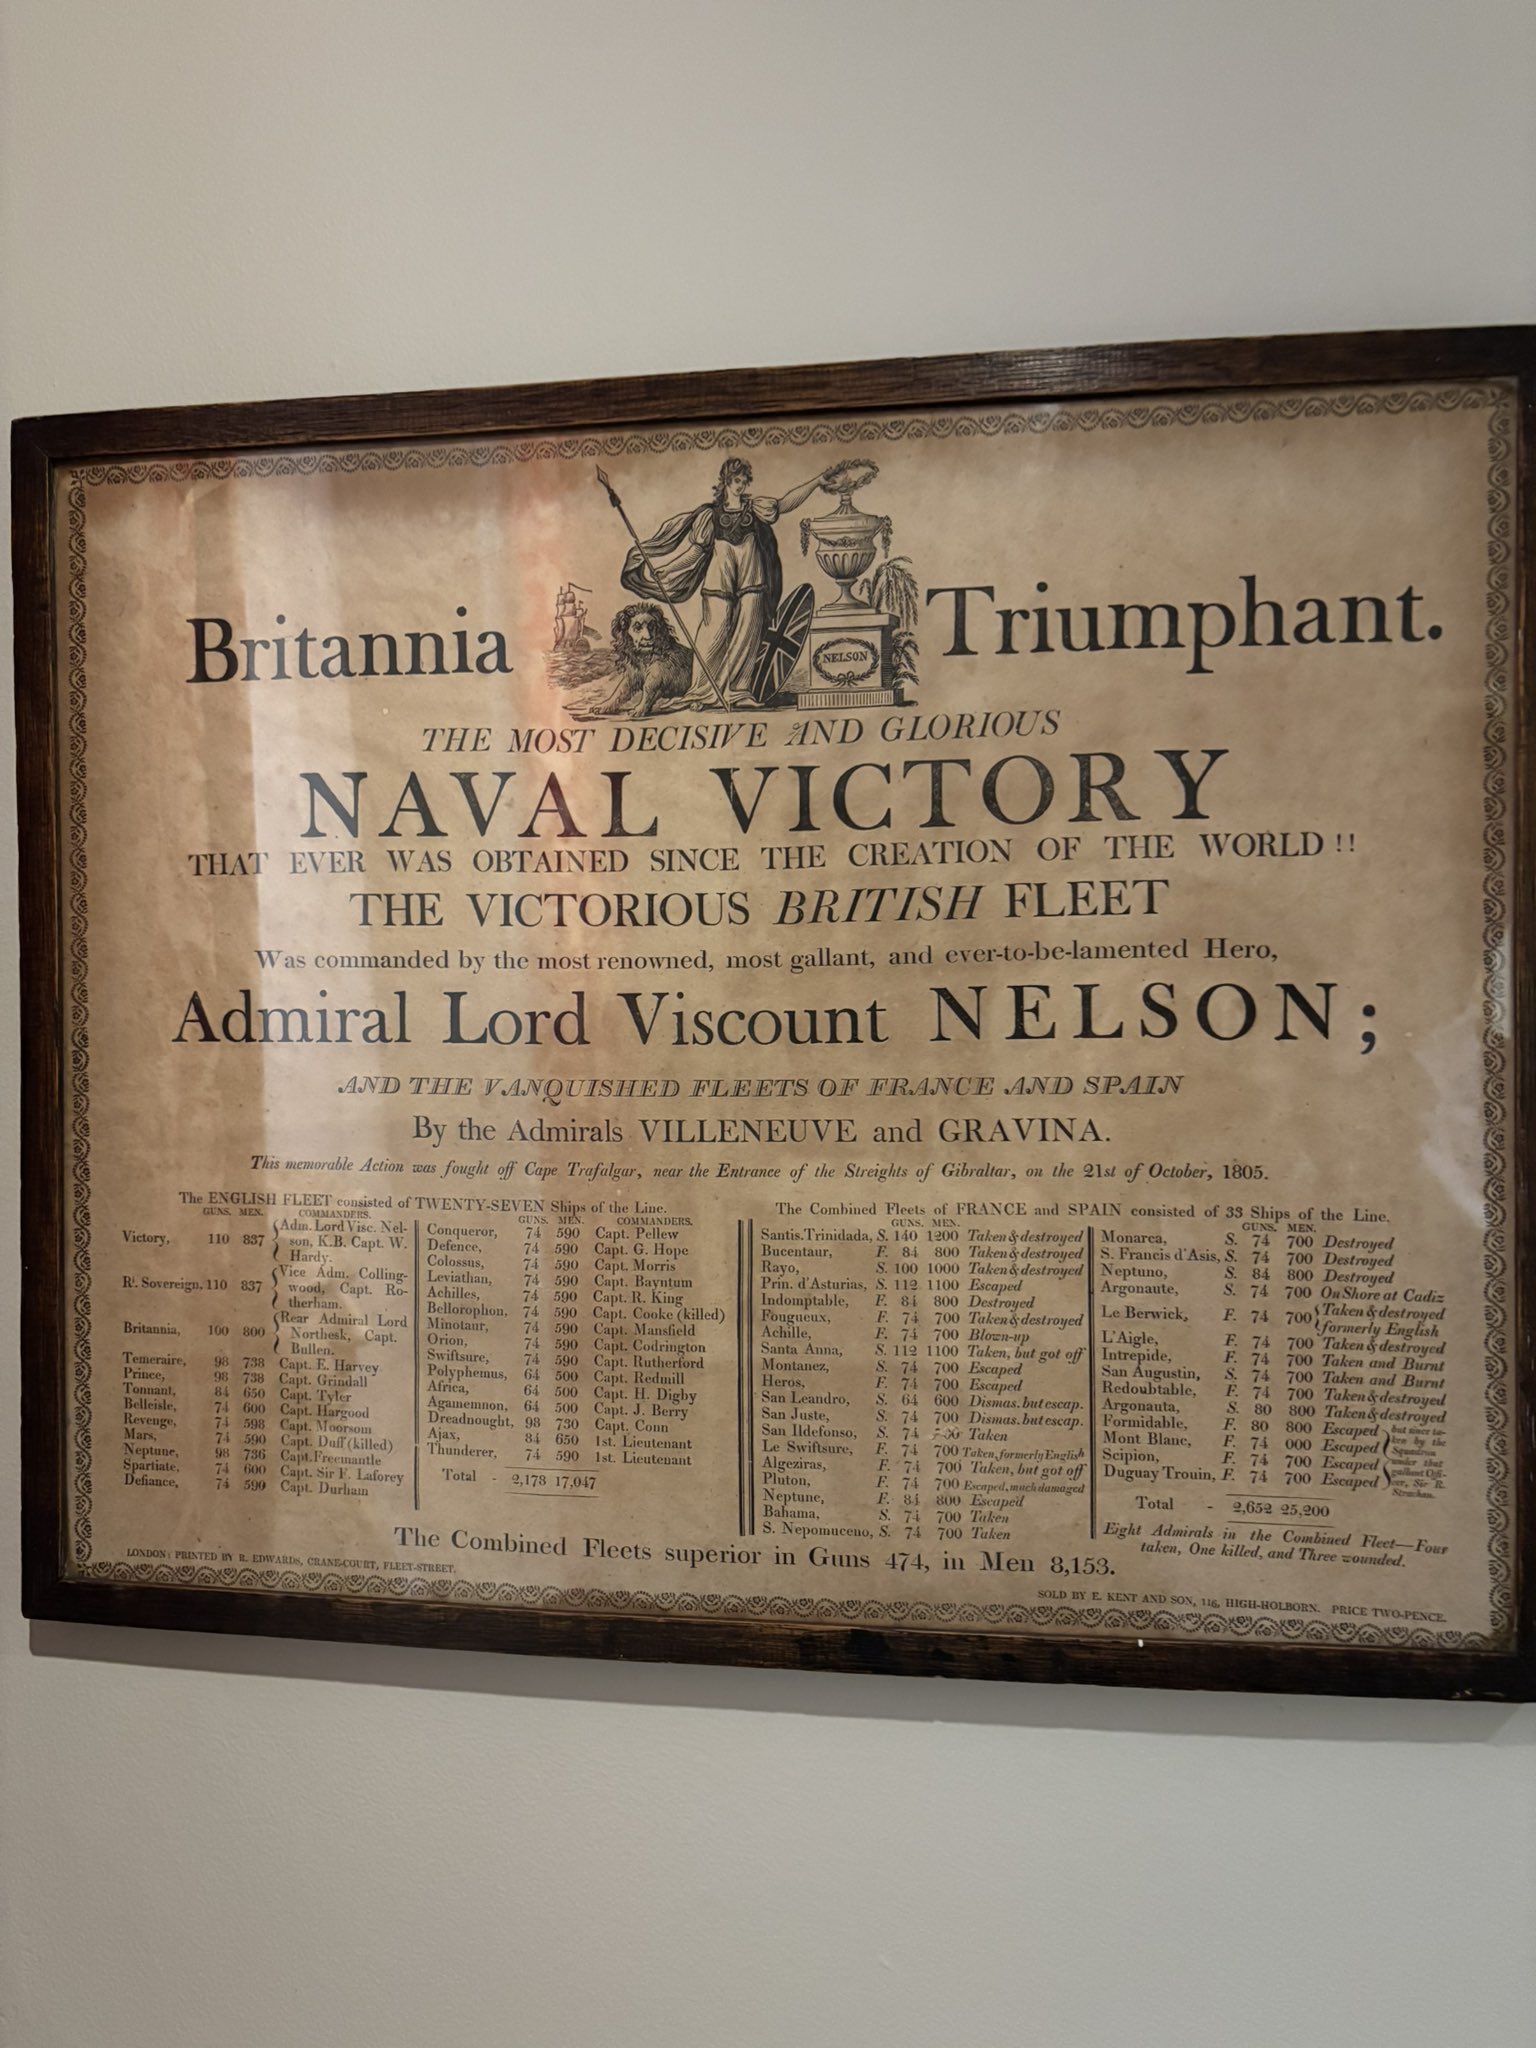 Britannia Triumphant.
NELSON
THE MOST DECISIVE AND GLORIOUS
NAVAL VICTORY
THAT EVER WAS OBTAINED SINCE THE CREATION OF THE WORLD !!
THE VICTORIOUS BRITISH FLEET
Was commanded by the most renowned, most gallant, and ever-to-be-lamented Hero,
Admiral Lord Viscount NELSON;
AND THE VANQUISHED FLEETS OF FRANCE AND SPAIN
By the Admirals VILLENEUVE and GRAVINA.
This memorable Action was fought off Cape Trafalgar, near the Entrance of the Streights of Gibraltar, on the 21st of October, 1805.
The ENGLISH FLEET consisted of TWENTY-SEVEN Ships of the Line.
GUNS. MEN. COMMANDERS.
Victory, 110 837 Adm. Lord Visc. Nel-
son, K.B. Capt. W.
Hardy.
Rl. Sovereign, 110 837 Vice Adm. Colling-
wood, Capt. Ro-
therham.
Britannia, 100 800 Rear Admiral Lord
Northesk, Capt.
Bullen.
Temeraire, 98 738 Capt. E. Harvey
Prince, 98 738 Capt. Grindall
Tonnant, 84 650 Capt. Tyler
Belleisle, 74 600 Capt. Hargood
Revenge, 74 598 Capt. Moorsom
Mars, 74 590 Capt. Duff (killed)
Neptune, 98 736 Capt. Freemantle
Spartiate, 74 600 Capt. Sir F. Laforey
Defiance, 74 590 Capt. Durham
GUNS. MEN. COMMANDERS.
Conqueror, 74 590 Capt. Pellew
Defence, 74 590 Capt. G. Hope
Colossus, 74 590 Capt. Morris
Leviathan, 74 590 Capt. Bayntum
Achilles, 74 590 Capt. R. King
Bellorophon, 74 590 Capt. Cooke (killed)
Minotaur, 74 590 Capt. Mansfield
Orion, 74 590 Capt. Codrington
Swiftsure, 74 590 Capt. Rutherford
Polyphemus, 64 500 Capt. Redmill
Africa, 64 500 Capt. H. Digby
Agamemnon, 64 500 Capt. J. Berry
Dreadnought, 98 730 Capt. Conn
Ajax, 84 650 1st. Lieutenant
Thunderer, 74 590 1st. Lieutenant
Total - 2,178 17,047
The Combined Fleets of FRANCE and SPAIN consisted of 33 Ships of the Line.
GUNS. MEN.
Santis. Trinidada, S. 140 1200 Taken & destroyed
Bucentaur, F. 84 800 Taken & destroyed
Rayo, S. 100 1000 Taken & destroyed
Prin. d'Asturias, S. 112 1100 Escaped
Indomptable, F. 84 800 Destroyed
Fougueux, F. 74 700 Taken & destroyed
Achille, F. 74 700 Blown-up
Santa Anna, S. 112 1100 Taken, but got off
Montanez, S. 74 700 Escaped
Heros, F. 74 700 Escaped
San Leandro, S. 64 600 Dismas. but escap.
San Juste, S. 74 700 Dismas. but escap.
San Ildefonso, S. 74 Taken
Le Swiftsure, F. 74 700 Taken, formerly English
Algeziras, F. 74 700 Taken, but got off
Pluton, F. 74 700 Escaped, much damaged
Neptune, F. 84 800 Escaped
Bahama, S. 74 700 Taken
S. Nepomuceno, S. 74 700 Taken
GUNS. MEN.
Monarca, S. 74 700 Destroyed
S. Francis d'Asis, S. 74 700 Destroyed
Neptuno, S. 84 800 Destroyed
Argonaute, S. 74 700 On Shore at Cadiz
Le Berwick, F. 74 700 Taken & destroyed
formerly English
L'Aigle, F. 74 700 Taken & destroyed
Intrepide, F. 74 700 Taken and Burnt
San Augustin, S. 74 700 Taken and Burnt
Redoubtable, F. 74 700 Taken & destroyed
Argonauta, S. 80 800 Taken & destroyed
Formidable, F. 80 800 Escaped
Mont Blanc, F. 74 000 Escaped
Scipion, F. 74 700 Escaped
Duguay Trouin, F. 74 700 Escaped
but since ta-
ken by the
Squadron
under that
gallant Offi-
cer, Sir R.
Strachan.
Total - 2,652 25,200
Eight Admirals in the Combined Fleet—Four
taken, One killed, and Three wounded.
The Combined Fleets superior in Guns 474, in Men 8,153.
LONDON: PRINTED BY R. EDWARDS, CRANE-COURT, FLEET-STREET.
SOLD BY E. KENT AND SON, 116, HIGH-HOLBORN. PRICE TWO-PENCE.